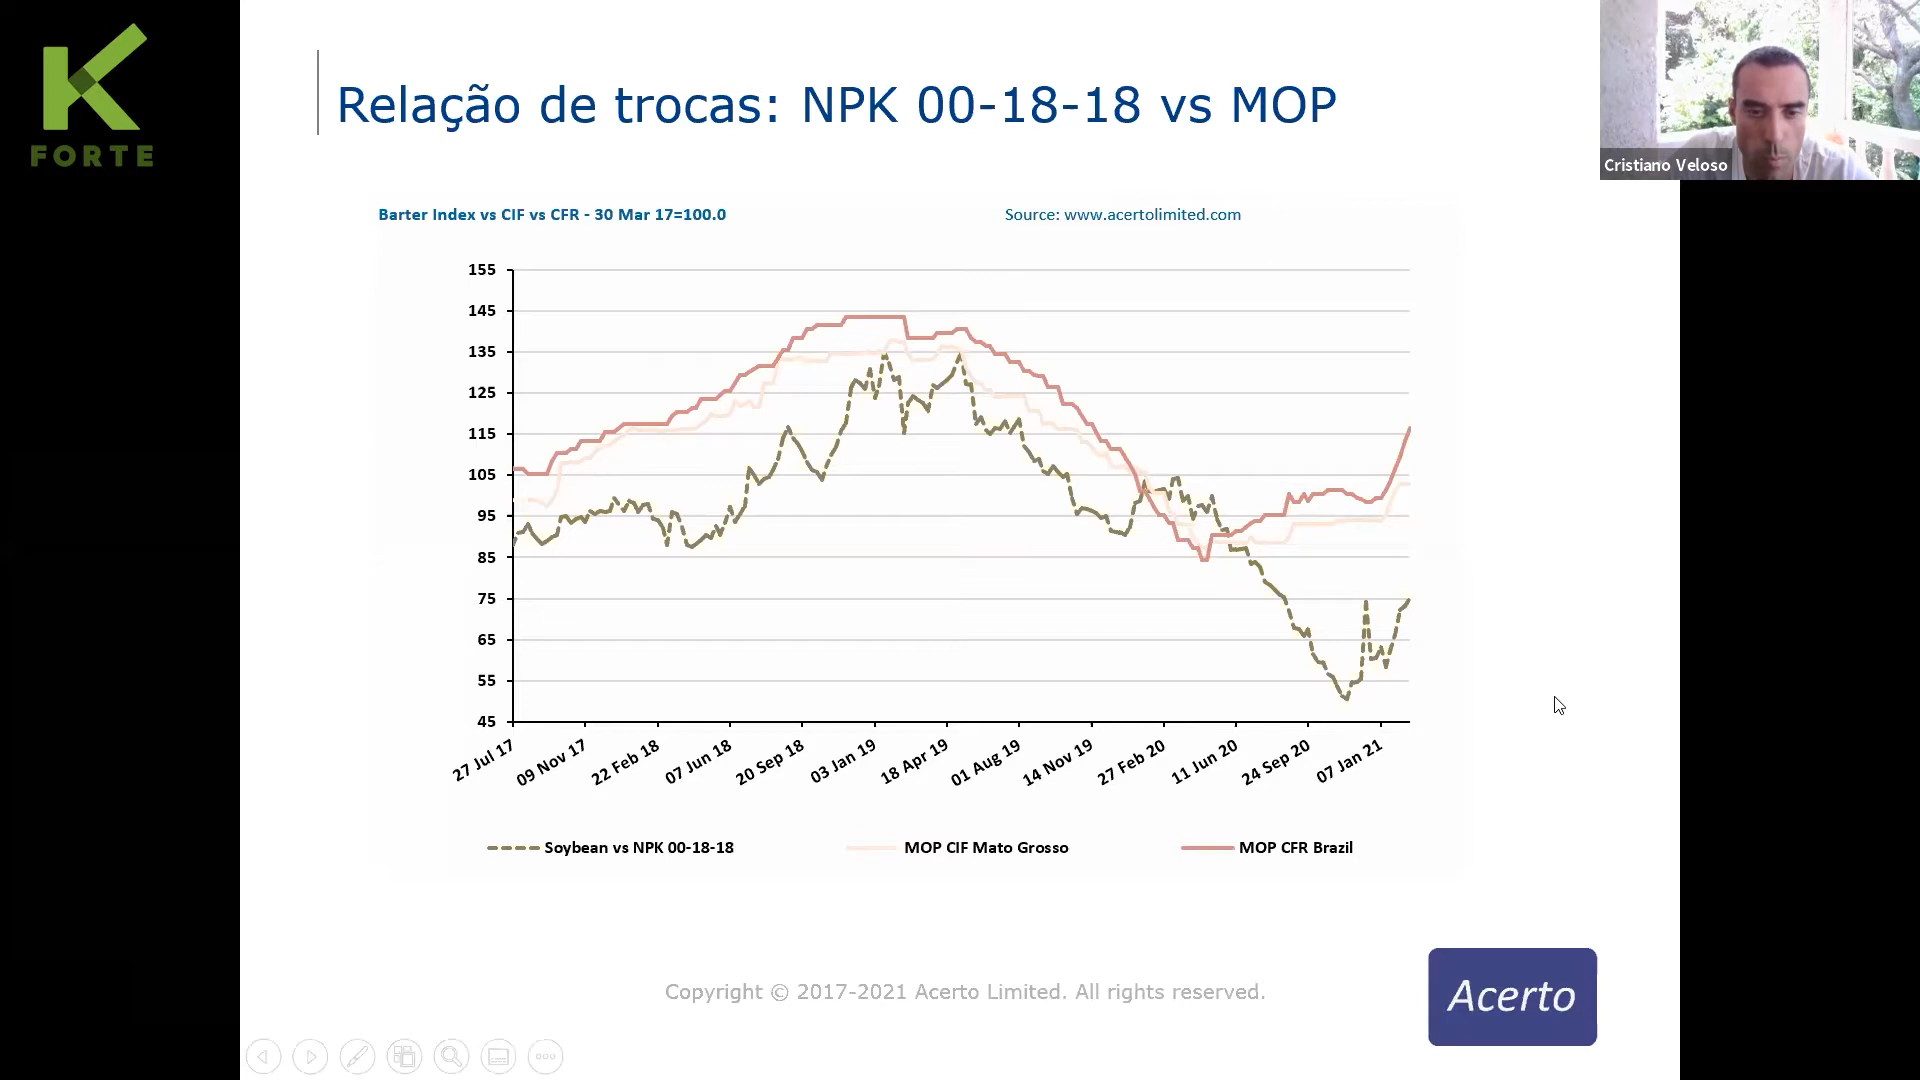 K
FORTE
Relação de trocas: NPK 00-18-18 vs MOP
Cristiano Veloso
Barter Index vs CIF vs CFR - 30 Mar 17=100.0
Source: www.acertolimited.com
155
145
135
125
115
105
95
85
75
65
55
45
27 Jul 17
09 Nov 17
22 Feb 18
07 Jun 18
20 Sep 18
03 Jan 19
18 Apr 19
01 Aug 19
14 Nov 19
27 Feb 20
11 Jun 20
24 Sep 20
07 Jan 21
Soybean vs NPK 00-18-18
MOP CIF Mato Grosso
MOP CFR Brazil
Copyright © 2017-2021 Acerto Limited. All rights reserved.
Acerto